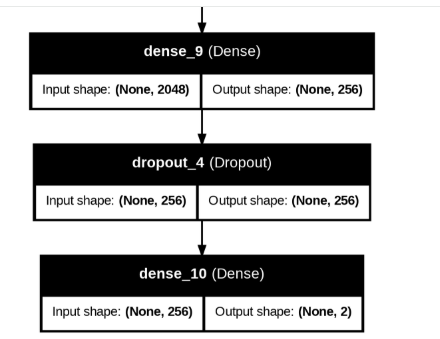 dense_9 (Dense)
Input shape: (None, 2048) Output shape: (None, 256)
dropout_4 (Dropout)
Input shape: (None, 256) Output shape: (None, 256)
dense_10 (Dense)
Input shape: (None, 256) Output shape: (None, 2)